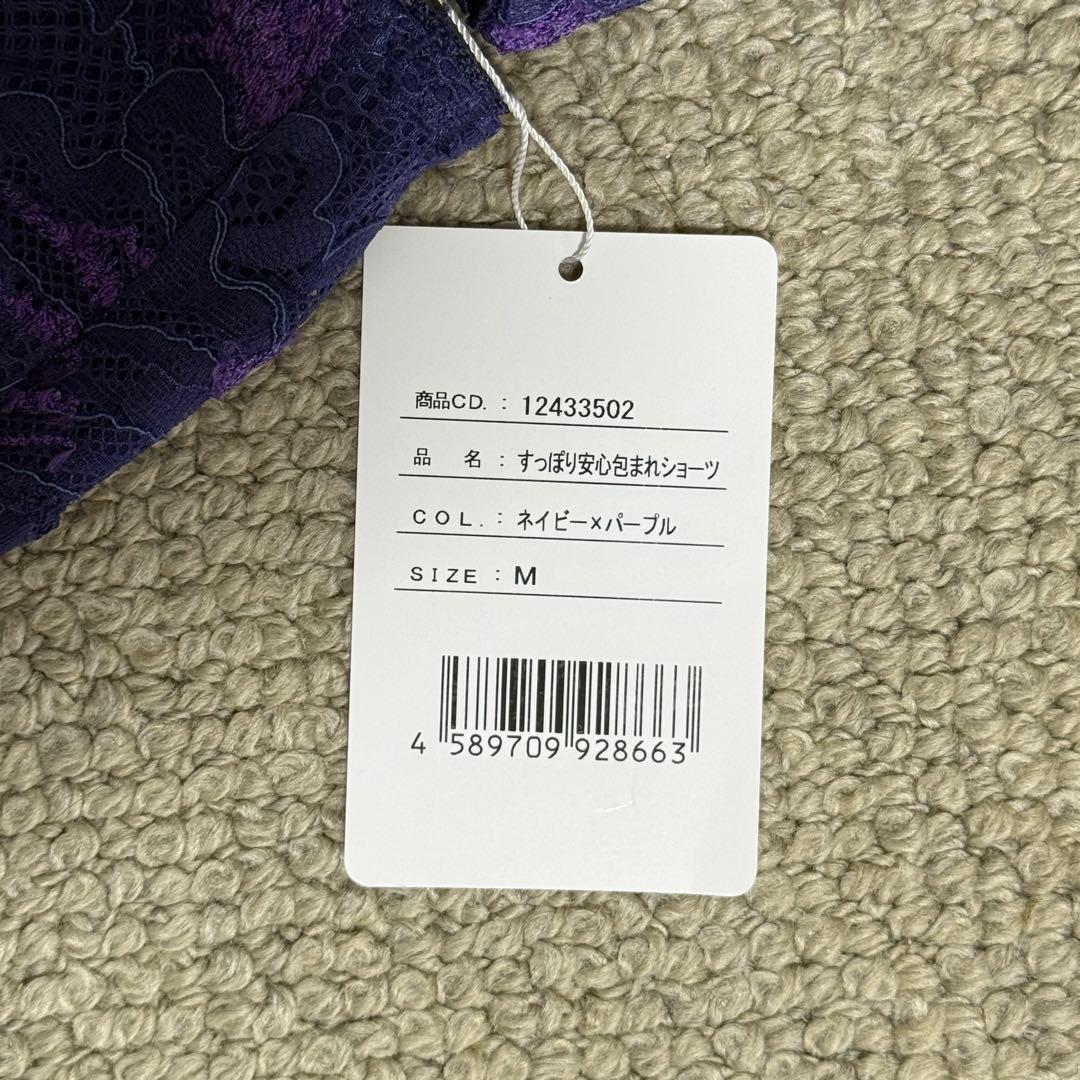 商品CD. : 12433502
品 名 : すっぽり安心包まれショーツ
COL. : ネイビー×パープル
SIZE : M
4 589709 928663